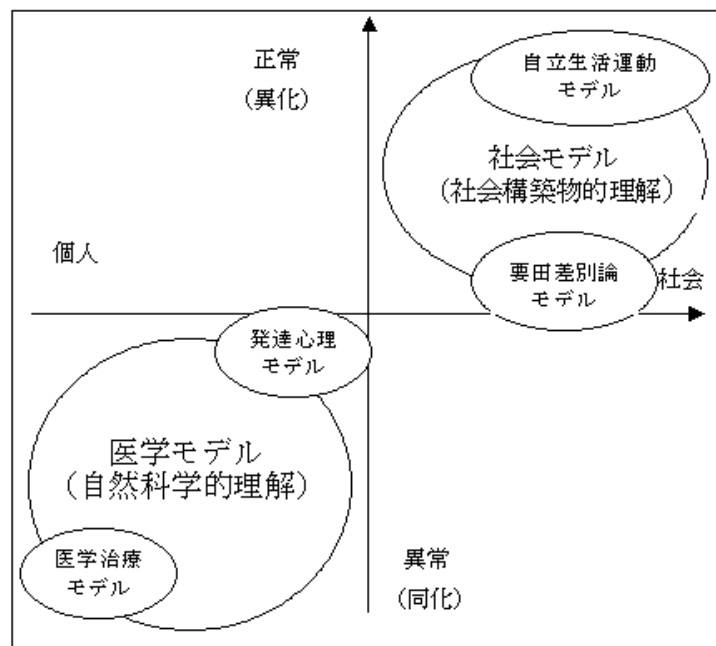 正常
（異化）
自立生活運動
モデル
社会モデル
（社会構築物的理解）
個人
要田差別論
モデル
社会
発達心理
モデル
医学モデル
（自然科学的理解）
医学治療
モデル
異常
（同化）